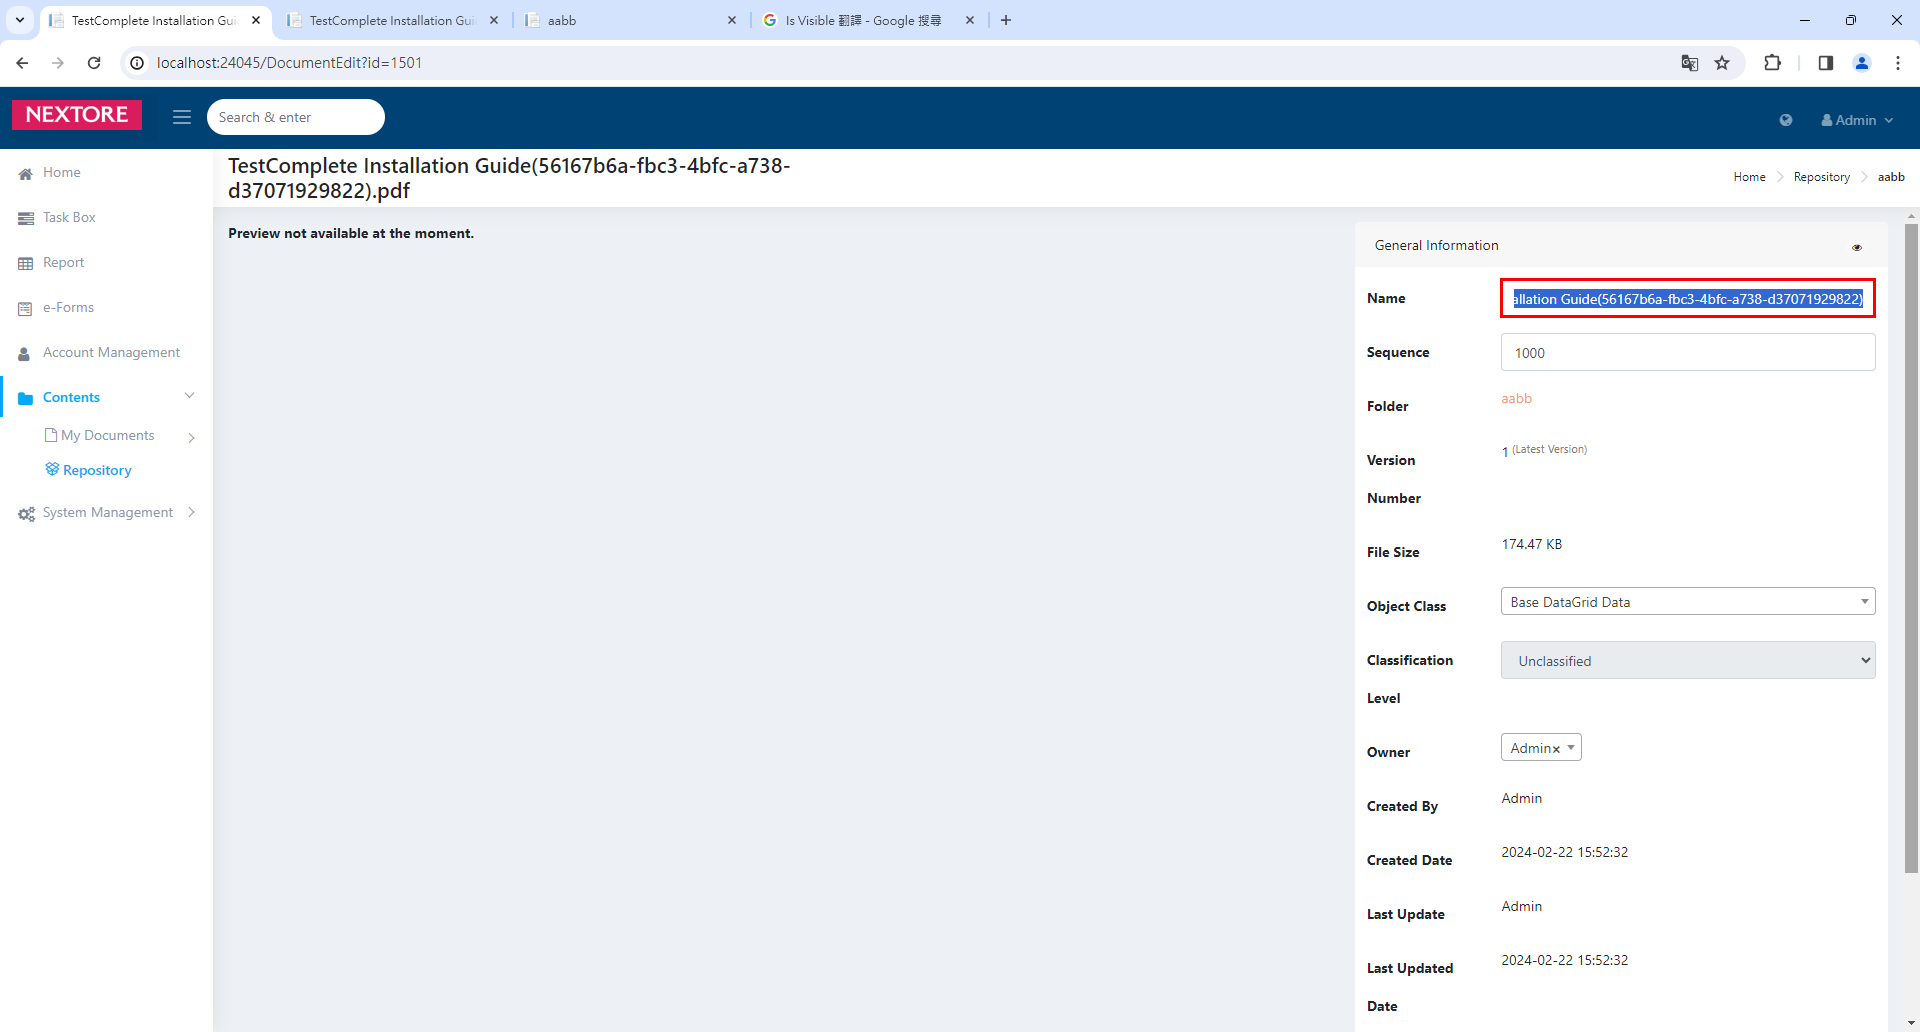 TestComplete Installation Gui
TestComplete Installation Gui
aabb
Is Visible 翻譯 - Google 搜尋
localhost:24045/DocumentEdit?id=1501
NEXTORE
Search & enter
Admin
Home
Task Box
Report
e-Forms
Account Management
Contents
My Documents
Repository
System Management
TestComplete Installation Guide(56167b6a-fbc3-4bfc-a738-
d37071929822).pdf
Home
Repository
aabb
Preview not available at the moment.
General Information
Name
allation Guide(56167b6a-fbc3-4bfc-a738-d37071929822)
Sequence
1000
Folder
aabb
Version
Number
1 (Latest Version)
File Size
174.47 KB
Object Class
Base DataGrid Data
Classification
Level
Unclassified
Owner
Admin×
Created By
Admin
Created Date
2024-02-22 15:52:32
Last Update
Admin
Last Updated
Date
2024-02-22 15:52:32